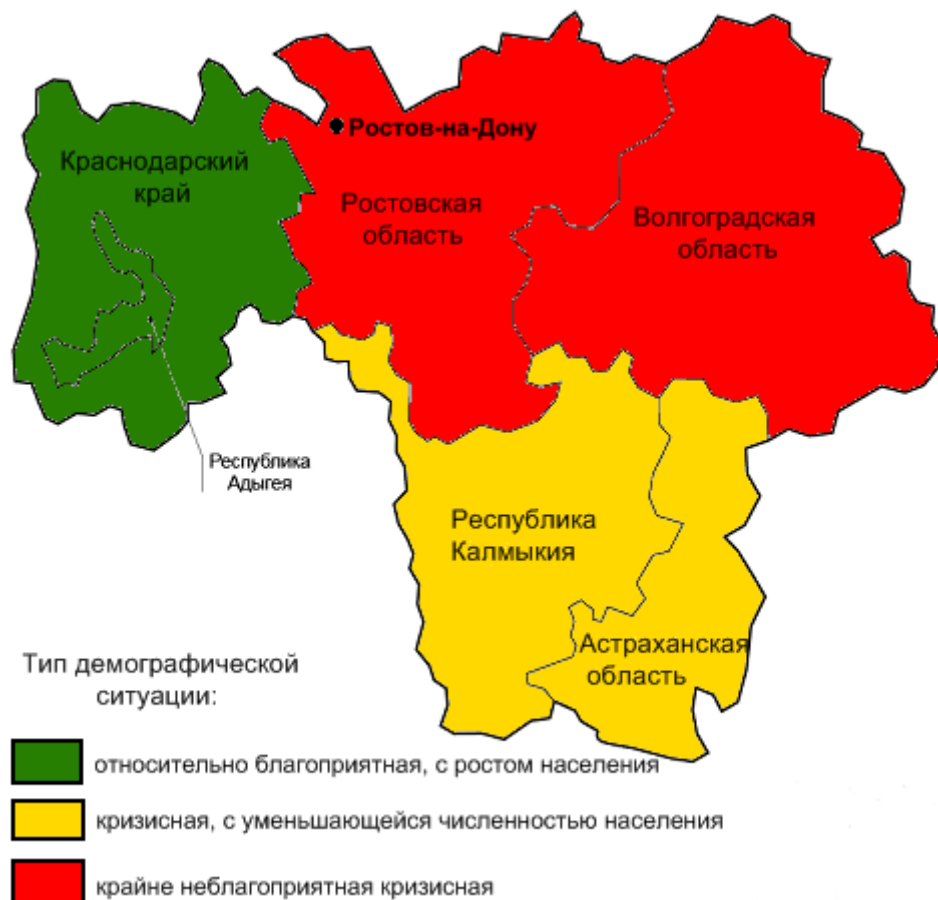 Ростов-на-Дону
Краснодарский
край
Ростовская
область
Волгоградская
область
Республика
Адыгея
Республика
Калмыкия
Астраханская
область
Тип демографической
ситуации:
относительно благоприятная, с ростом населения
кризисная, с уменьшающейся численностью населения
крайне неблагоприятная кризисная